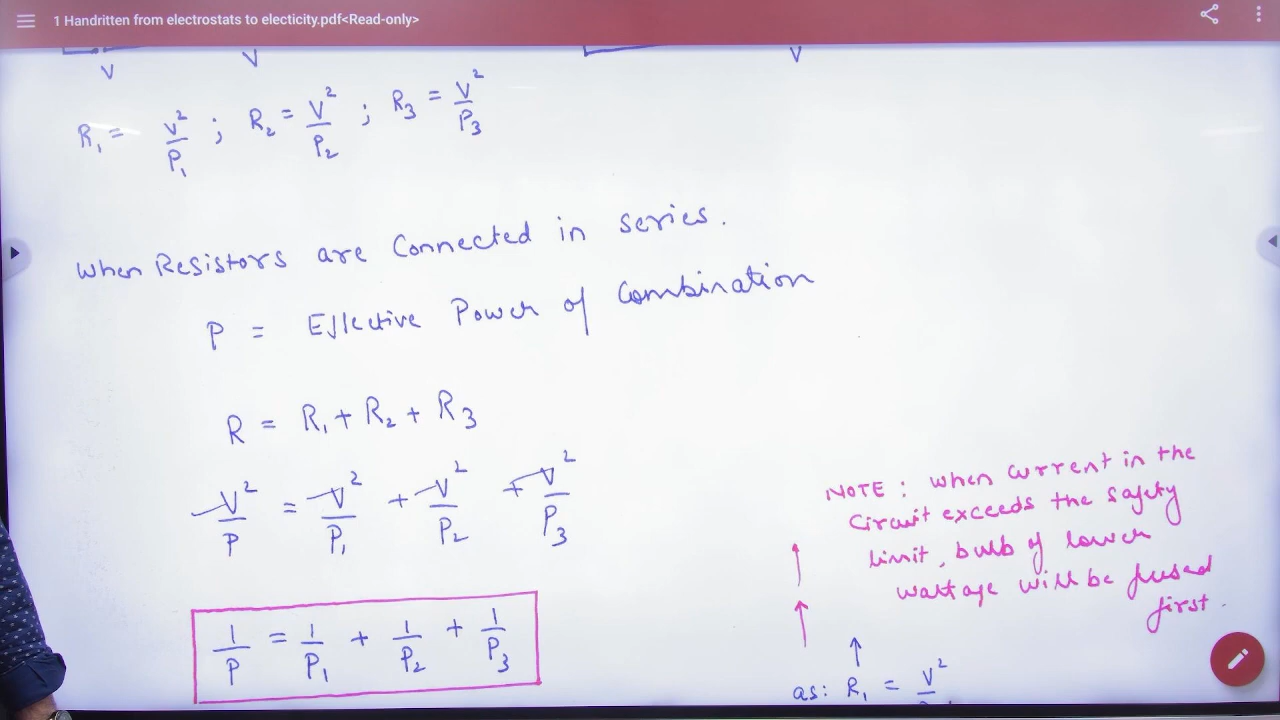 1 Handritten from electrostats to electicity.pdf<Read-only>
V V V
R₁ = V²/P₁ ; R₂ = V²/P₂ ; R₃ = V²/P₃
When Resistors are Connected in series.
P = Effective Power of Combination
R = R₁ + R₂ + R₃
V²/P = V²/P₁ + V²/P₂ + V²/P₃
1/P = 1/P₁ + 1/P₂ + 1/P₃
NOTE : When current in the
Circuit exceeds the safety
limit, bulb of lower
wattage will be fused
first.
as: R₁ = V²